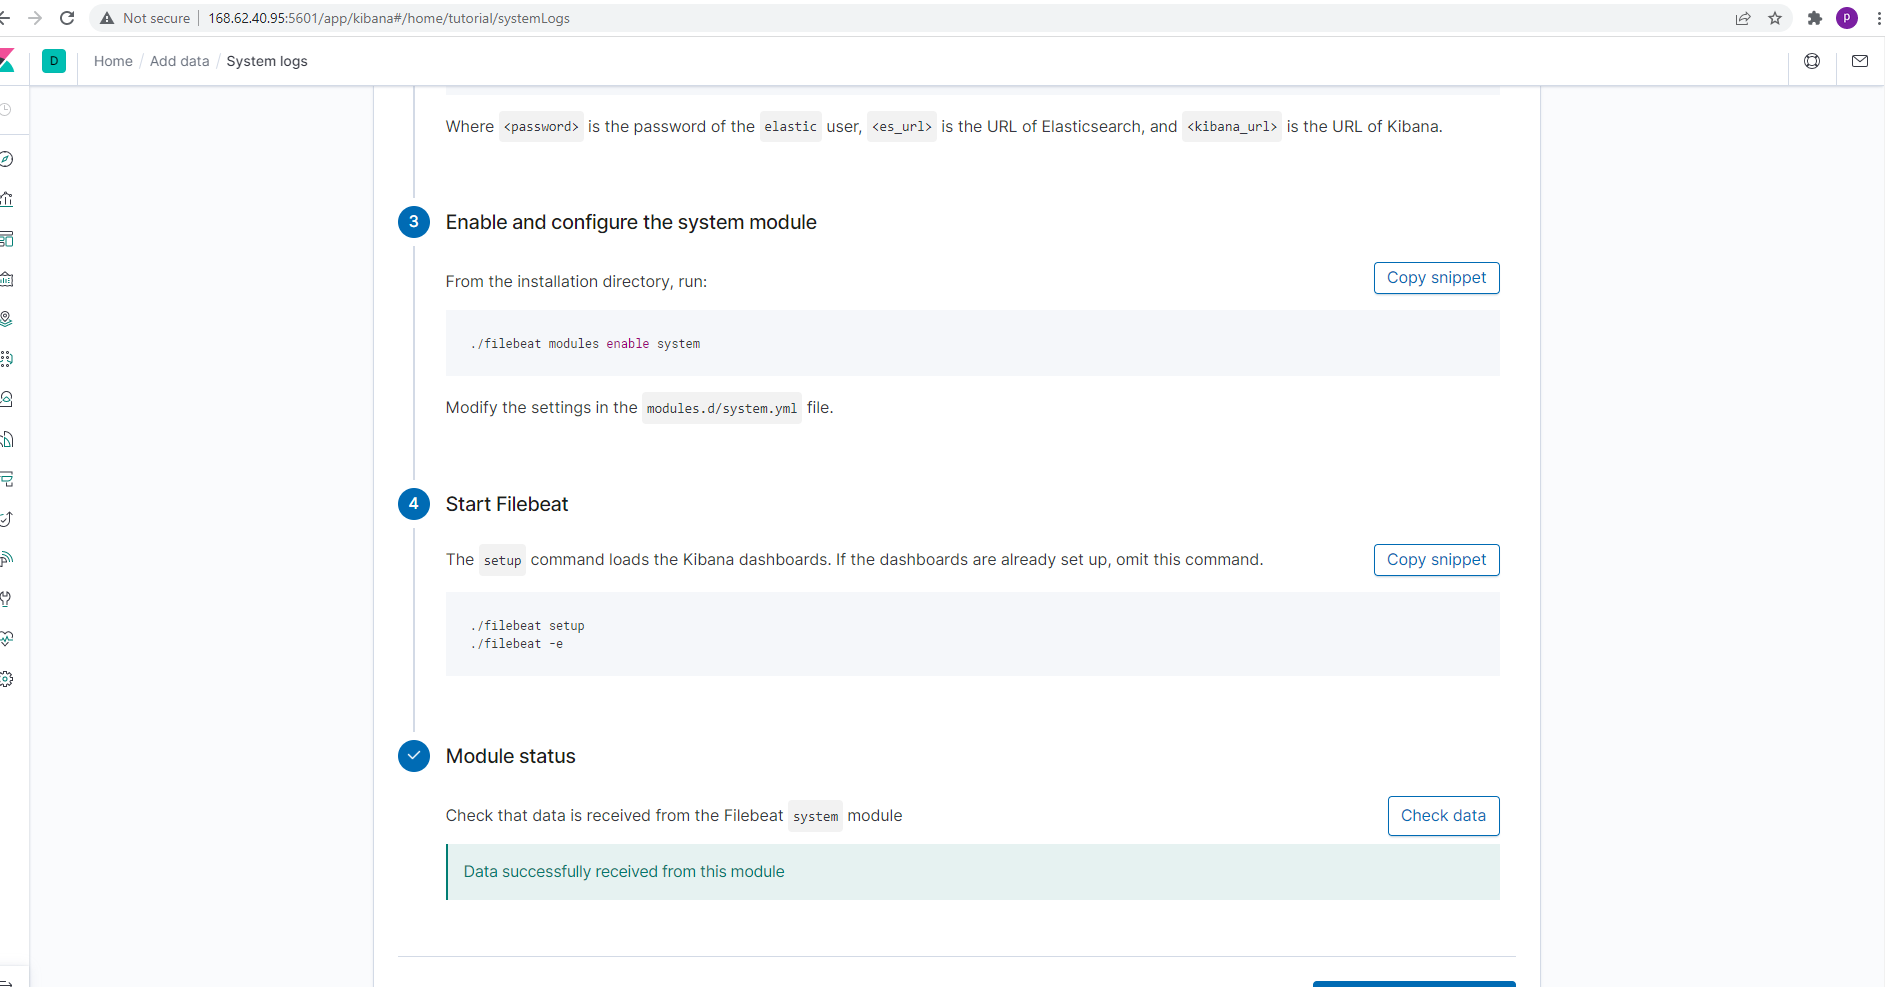 Not secure | 168.62.40.95:5601/app/kibana#/home/tutorial/systemLogs
P
D Home / Add data / System logs
Where <password> is the password of the elastic user, <es_url> is the URL of Elasticsearch, and <kibana_url> is the URL of Kibana.
3 Enable and configure the system module
From the installation directory, run:
Copy snippet
./filebeat modules enable system
Modify the settings in the modules.d/system.yml file.
4 Start Filebeat
The setup command loads the Kibana dashboards. If the dashboards are already set up, omit this command.
Copy snippet
./filebeat setup
./filebeat -e
Module status
Check that data is received from the Filebeat system module
Check data
Data successfully received from this module